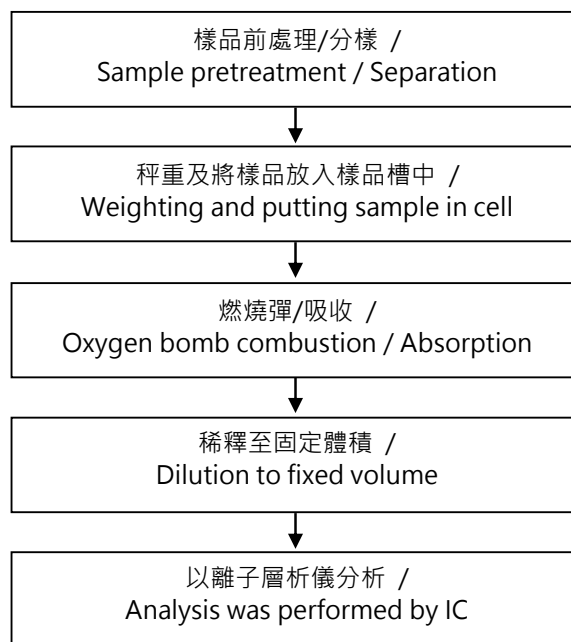 樣品前處理/分樣 /
Sample pretreatment / Separation
秤重及將樣品放入樣品槽中 /
Weighting and putting sample in cell
燃燒彈/吸收 /
Oxygen bomb combustion / Absorption
稀釋至固定體積 /
Dilution to fixed volume
以離子層析儀分析 /
Analysis was performed by IC